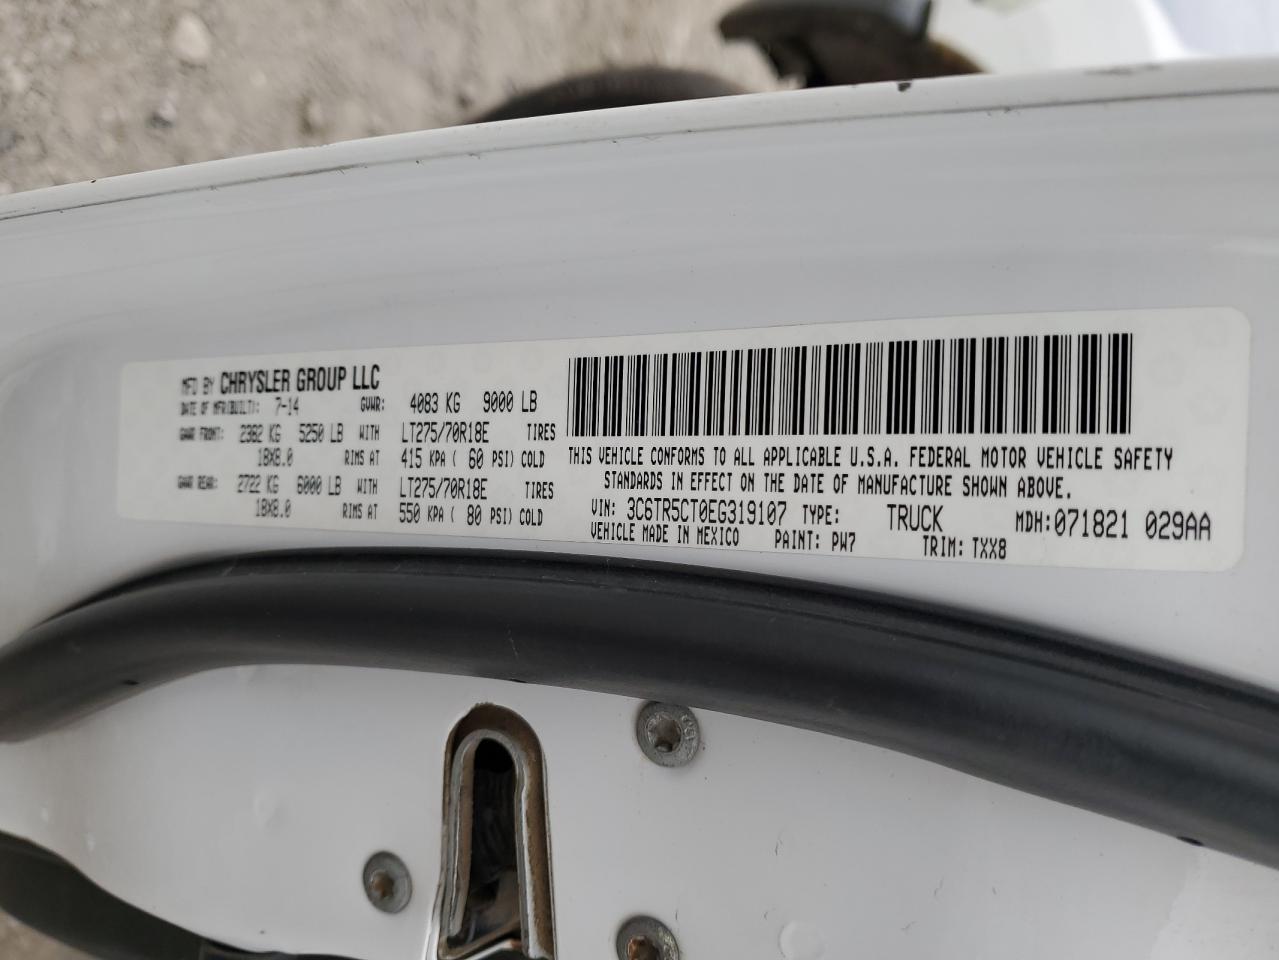 MFD BY CHRYSLER GROUP LLC
DATE OF MFR(BUILT): 7-14 GVWR: 4083 KG 9000 LB
GAWR FRONT: 2382 KG 5250 LB WITH LT275/70R18E TIRES
18X8.0 RIMS AT 415 KPA ( 60 PSI) COLD
GAWR REAR: 2722 KG 6000 LB WITH LT275/70R18E TIRES
18X8.0 RIMS AT 550 KPA ( 80 PSI) COLD
THIS VEHICLE CONFORMS TO ALL APPLICABLE U.S.A. FEDERAL MOTOR VEHICLE SAFETY
STANDARDS IN EFFECT ON THE DATE OF MANUFACTURE SHOWN ABOVE.
VIN: 3C6TR5CT0EG319107 TYPE: TRUCK MDH:071821 029AA
VEHICLE MADE IN MEXICO PAINT: PW7 TRIM: TXX8